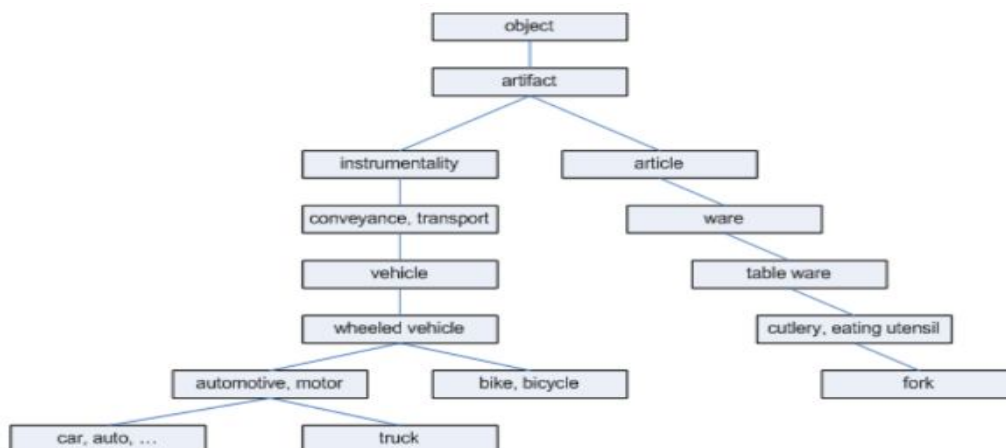 object
artifact
instrumentality
article
conveyance, transport
ware
vehicle
table ware
wheeled vehicle
cutlery, eating utensil
automotive, motor
bike, bicycle
fork
car, auto, …
truck